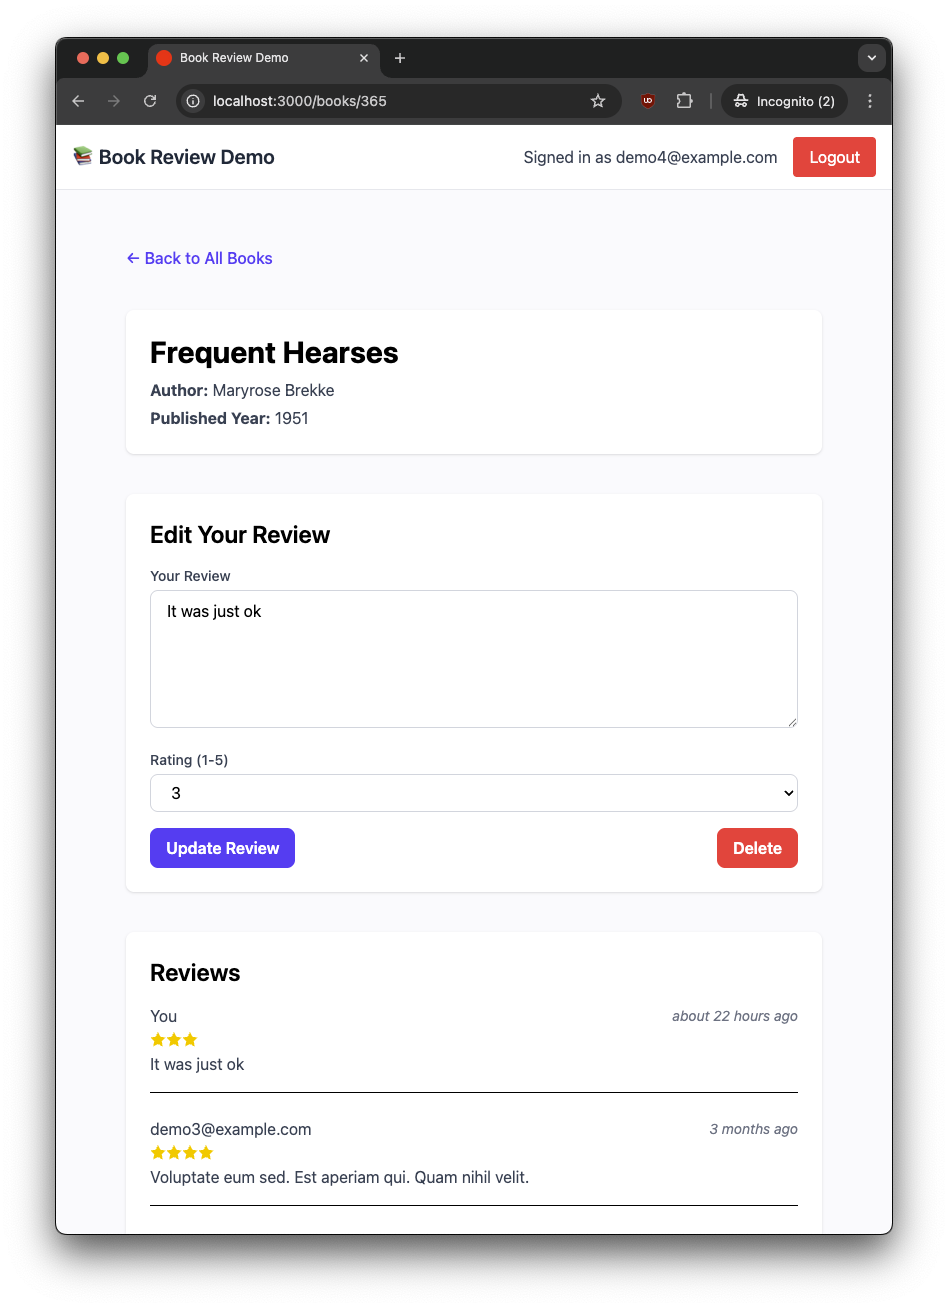 Book Review Demo
localhost:3000/books/365
Incognito (2)
Book Review Demo
Signed in as demo4@example.com
Logout
← Back to All Books
Frequent Hearses
Author: Maryrose Brekke
Published Year: 1951
Edit Your Review
Your Review
It was just ok
Rating (1-5)
3
Update Review
Delete
Reviews
You
about 22 hours ago
It was just ok
demo3@example.com
3 months ago
Voluptate eum sed. Est aperiam qui. Quam nihil velit.